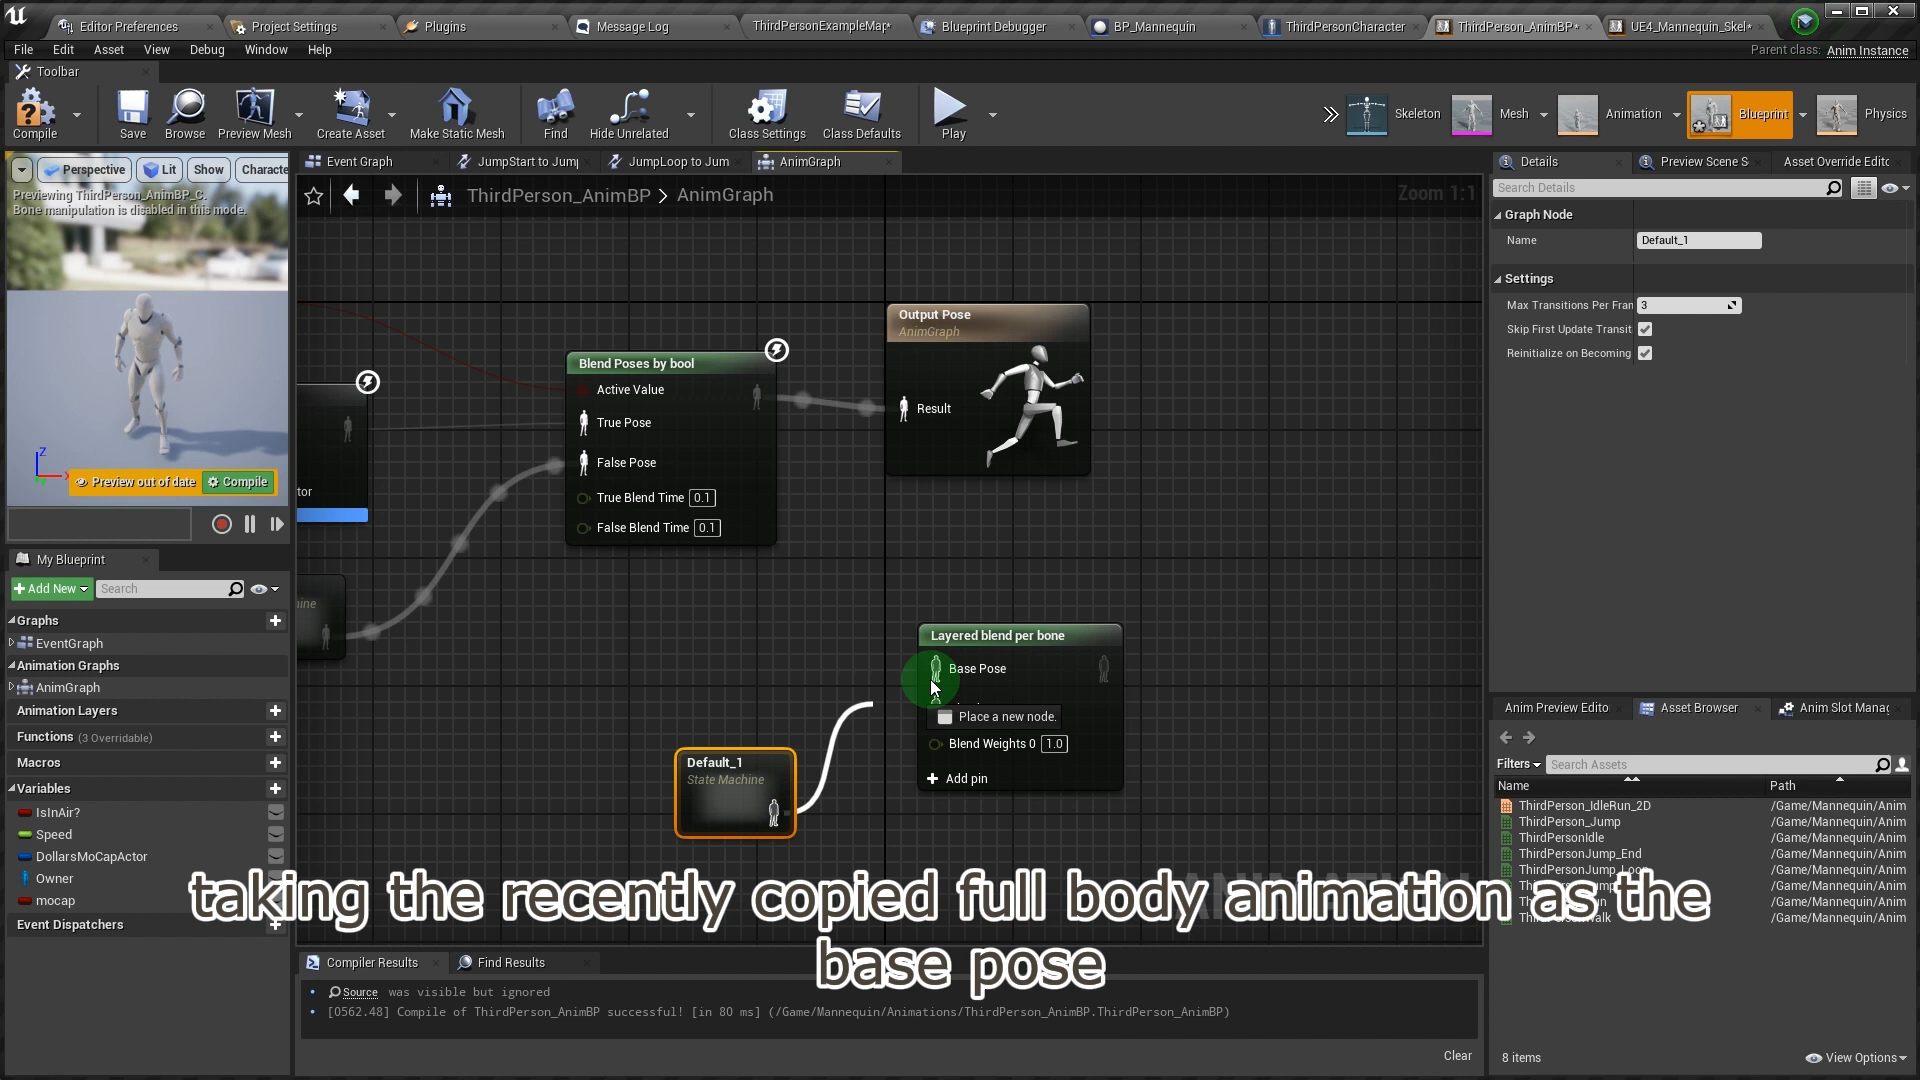 Editor Preferences
Project Settings
Plugins
Message Log
ThirdPersonExampleMap*
Blueprint Debugger
BP_Mannequin
ThirdPersonCharacter
ThirdPerson_AnimBP*
UE4_Mannequin_Skel*
File Edit Asset View Debug Window Help
Parent class: Anim Instance
Toolbar
Compile
Save
Browse
Preview Mesh
Create Asset
Make Static Mesh
Find
Hide Unrelated
Class Settings
Class Defaults
Play
Skeleton
Mesh
Animation
Blueprint
Physics
Perspective
Lit
Show
Characte
Previewing ThirdPerson_AnimBP_C.
Bone manipulation is disabled in this mode.
Z
Preview out of date
Compile
Event Graph
JumpStart to Jump
JumpLoop to Jum
AnimGraph
ThirdPerson_AnimBP > AnimGraph
Zoom 1:1
Blend Poses by bool
Active Value
True Pose
False Pose
True Blend Time 0.1
False Blend Time 0.1
Output Pose
AnimGraph
Result
tor
Layered blend per bone
Base Pose
Place a new node.
Blend Weights 0 1.0
Add pin
Default_1
State Machine
My Blueprint
Add New
Search
Graphs
EventGraph
Animation Graphs
AnimGraph
Animation Layers
Functions (3 Overridable)
Macros
Variables
IsInAir?
Speed
DollarsMoCapActor
Owner
mocap
Event Dispatchers
taking the recently copied full body animation as the
base pose
Compiler Results
Find Results
Source was visible but ignored
[0562.48] Compile of ThirdPerson_AnimBP successful! [in 80 ms] (/Game/Mannequin/Animations/ThirdPerson_AnimBP.ThirdPerson_AnimBP)
Clear
Details
Preview Scene S
Asset Override Edito
Search Details
Graph Node
Name Default_1
Settings
Max Transitions Per Fran 3
Skip First Update Transit
Reinitialize on Becoming
Anim Preview Edito
Asset Browser
Anim Slot Manag
Filters
Search Assets
Name Path
ThirdPerson_IdleRun_2D /Game/Mannequin/Anim
ThirdPerson_Jump /Game/Mannequin/Anim
ThirdPersonIdle /Game/Mannequin/Anim
ThirdPersonJump_End /Game/Mannequin/Anim
ThirdPersonJump_Loop /Game/Mannequin/Anim
/Game/Mannequin/Anim
/Game/Mannequin/Anim
/Game/Mannequin/Anim
8 items
View Options